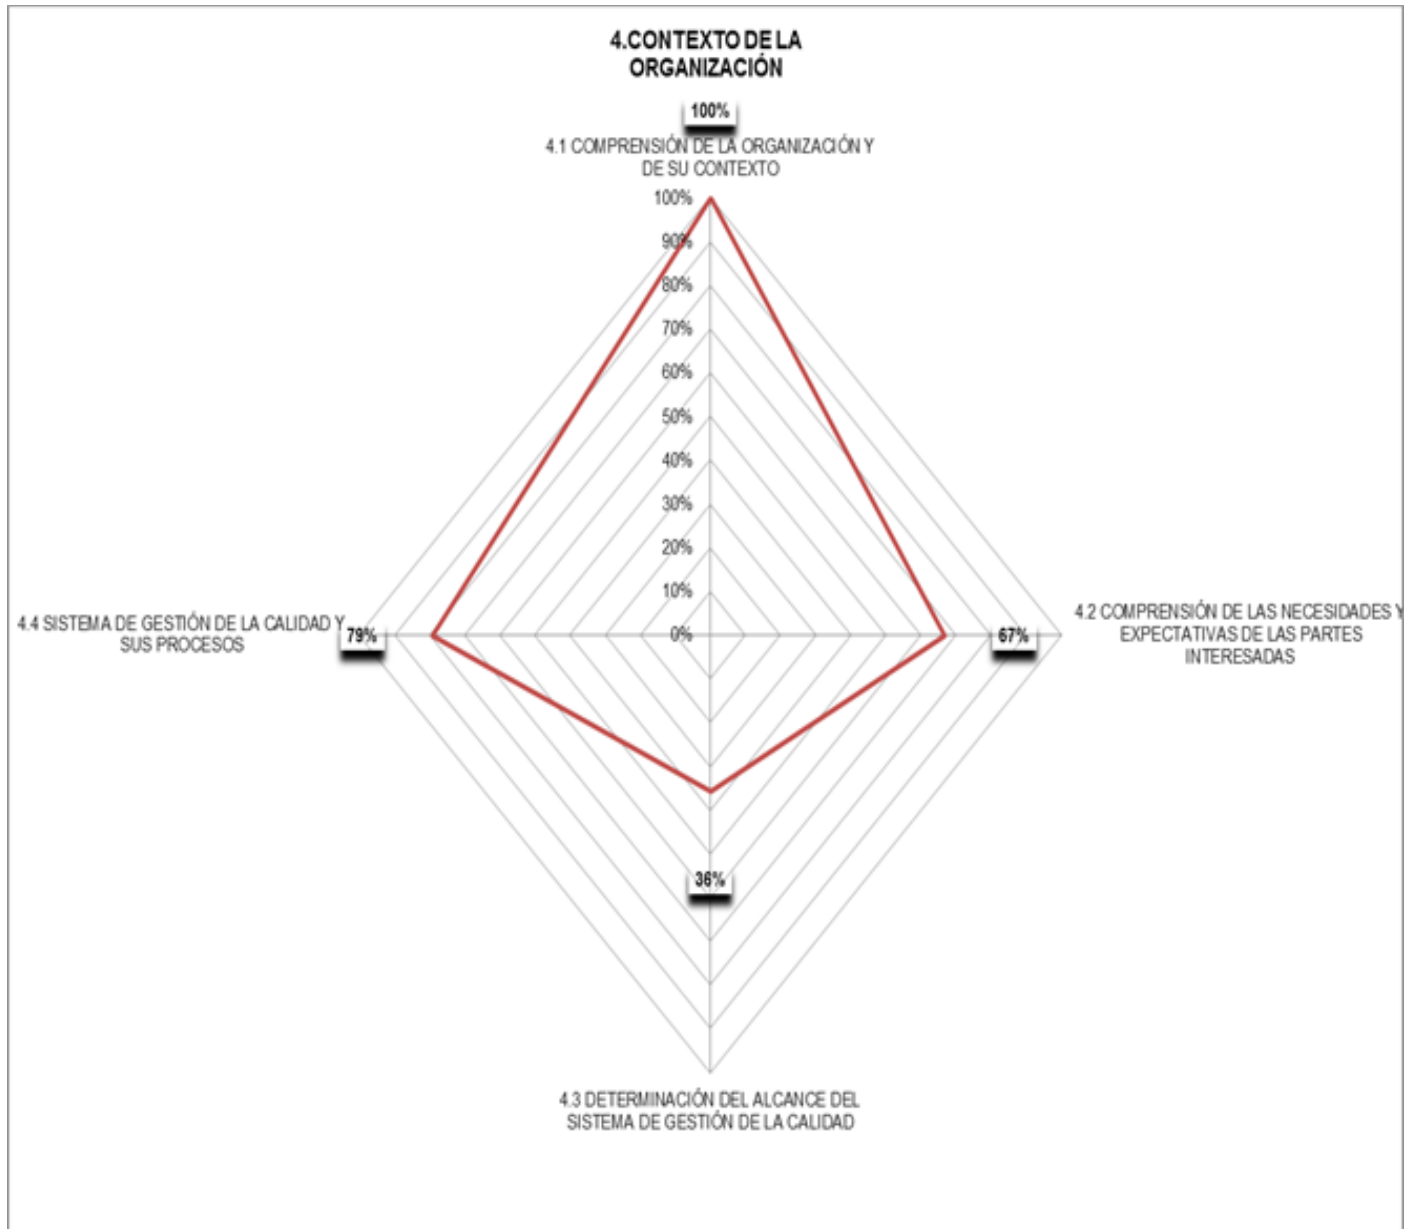 4.CONTEXTO DE LA
ORGANIZACIÓN
100%
4.1 COMPRENSIÓN DE LA ORGANIZACIÓN Y
DE SU CONTEXTO
100%
90%
80%
70%
60%
50%
40%
30%
20%
10%
0%
4.4 SISTEMA DE GESTIÓN DE LA CALIDAD Y
SUS PROCESOS
79%
67%
4.2 COMPRENSIÓN DE LAS NECESIDADES Y
EXPECTATIVAS DE LAS PARTES
INTERESADAS
36%
4.3 DETERMINACIÓN DEL ALCANCE DEL
SISTEMA DE GESTIÓN DE LA CALIDAD